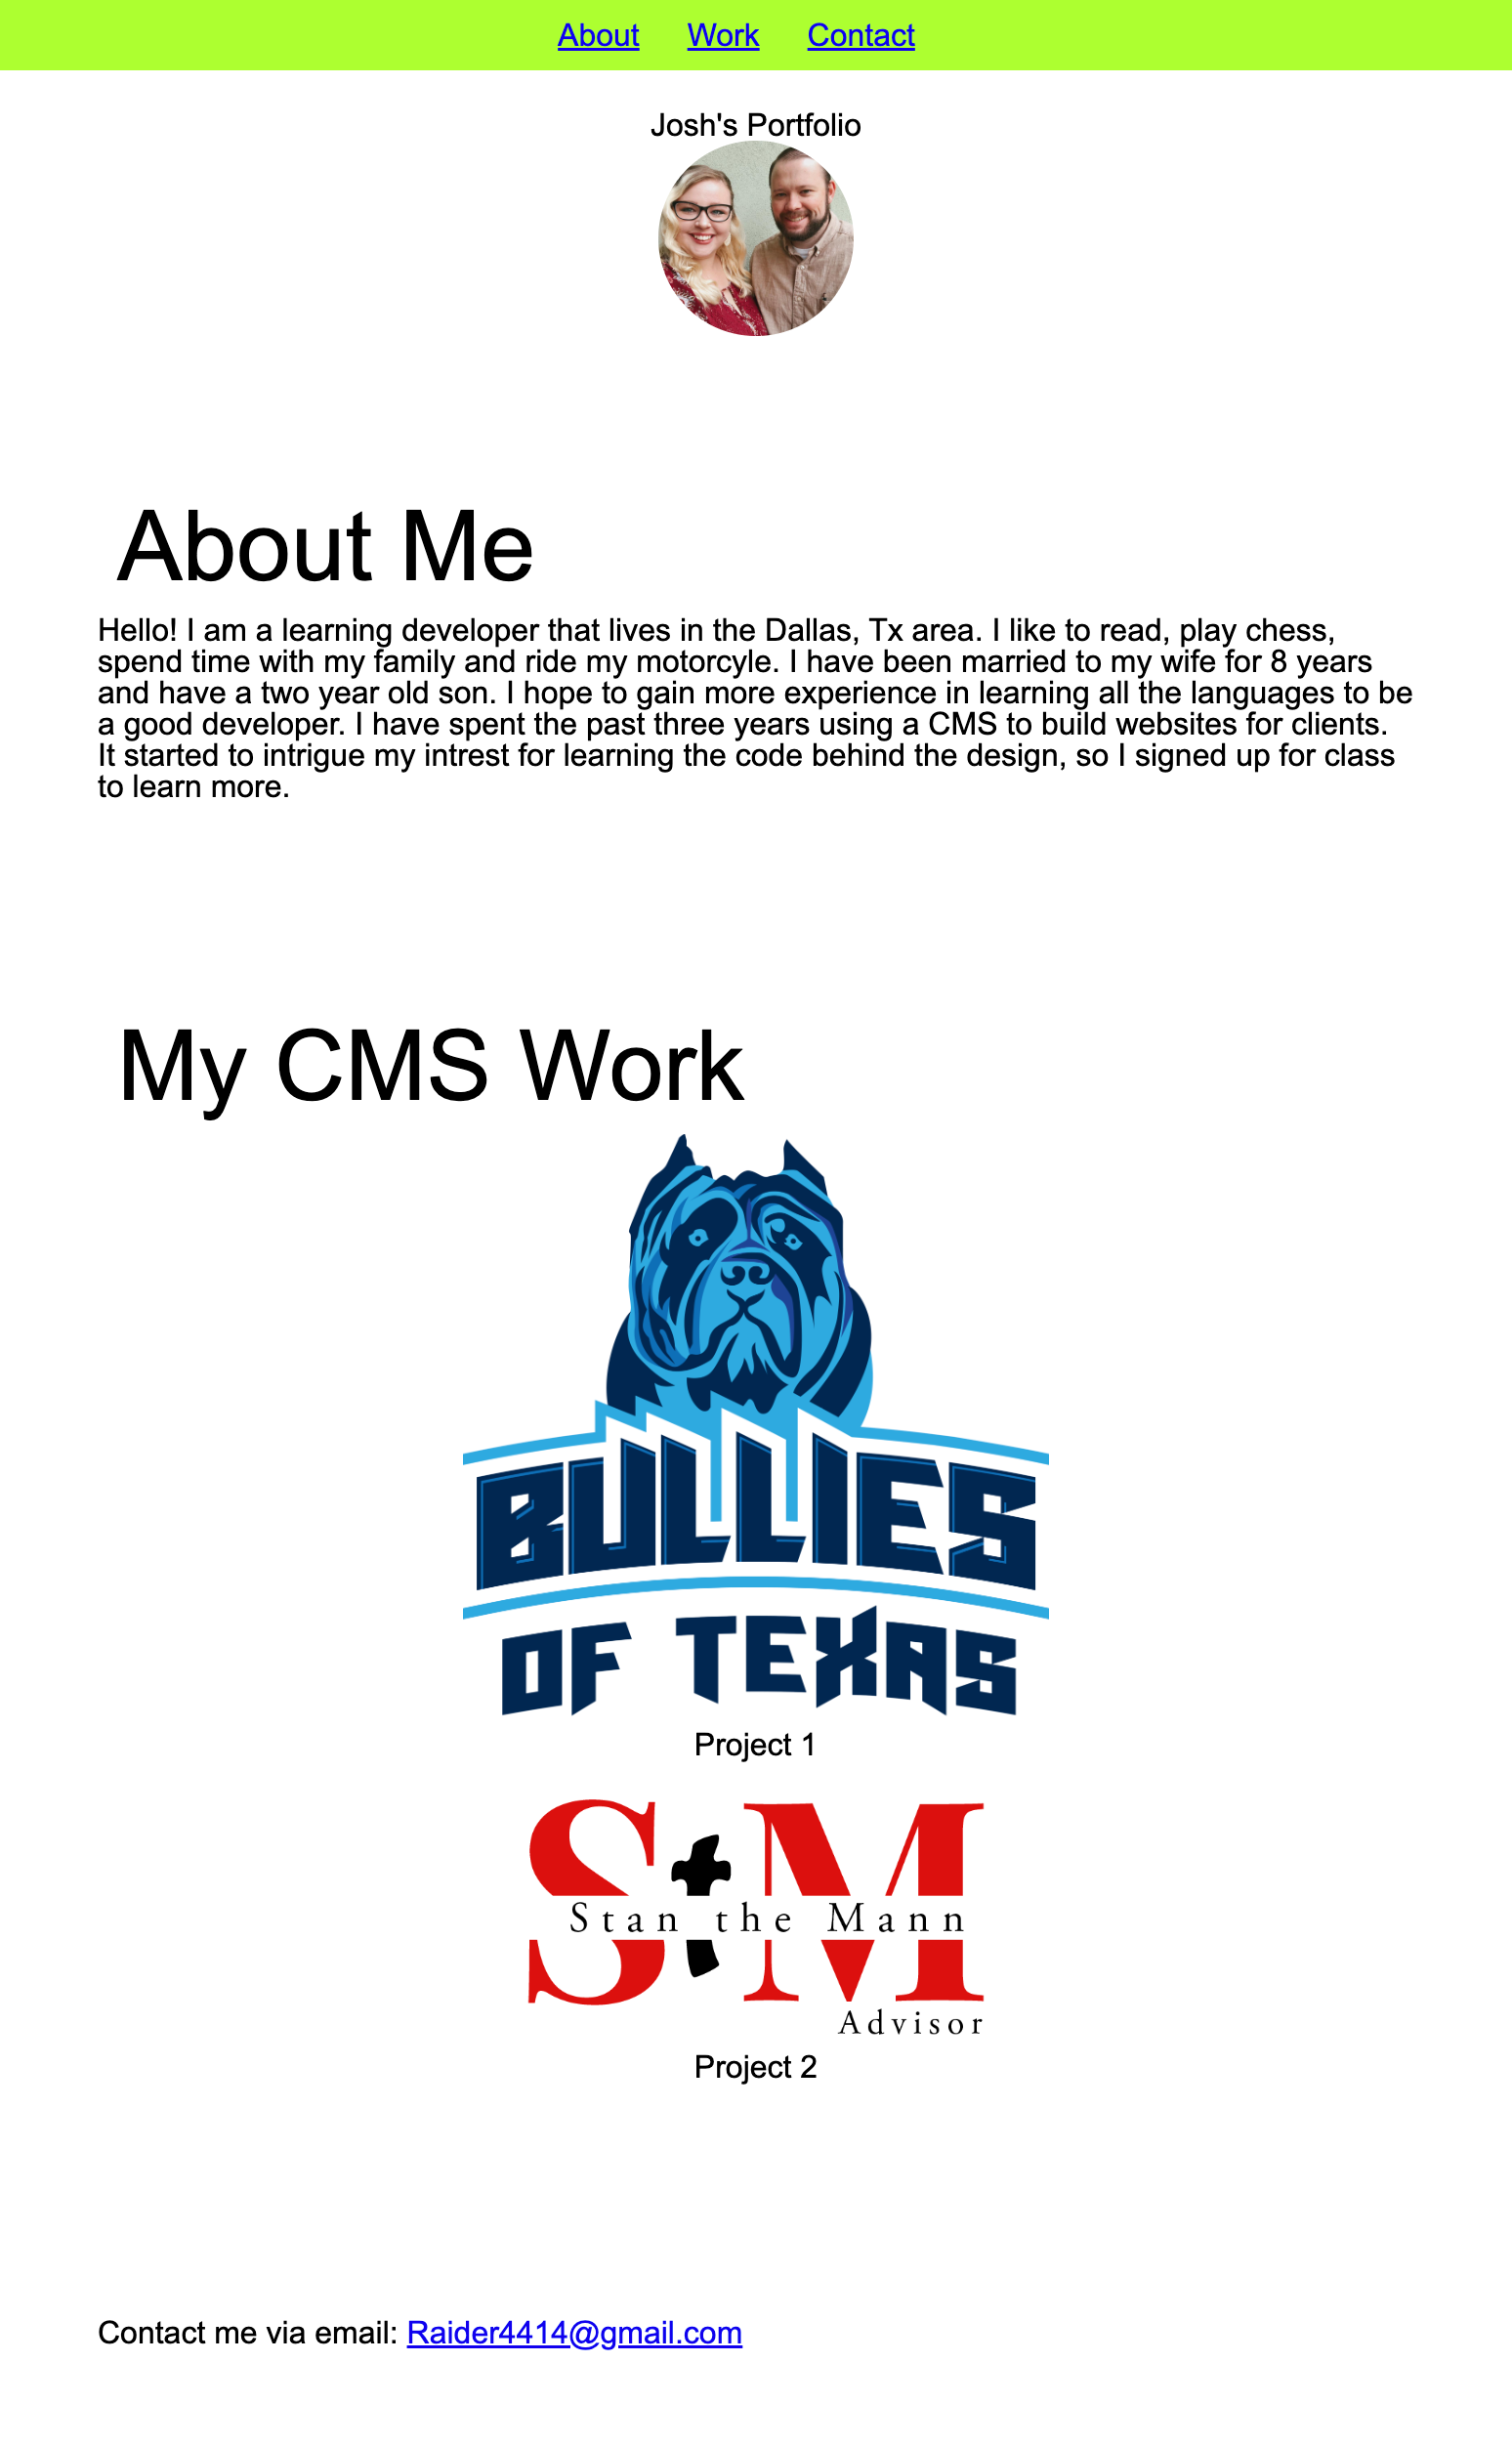 About Work Contact
Josh's Portfolio
About Me
Hello! I am a learning developer that lives in the Dallas, Tx area. I like to read, play chess,
spend time with my family and ride my motorcyle. I have been married to my wife for 8 years
and have a two year old son. I hope to gain more experience in learning all the languages to be
a good developer. I have spent the past three years using a CMS to build websites for clients.
It started to intrigue my intrest for learning the code behind the design, so I signed up for class
to learn more.
My CMS Work
BULLIES
OF TEXAS
Project 1
StM
Stan the Mann
Advisor
Project 2
Contact me via email: Raider4414@gmail.com